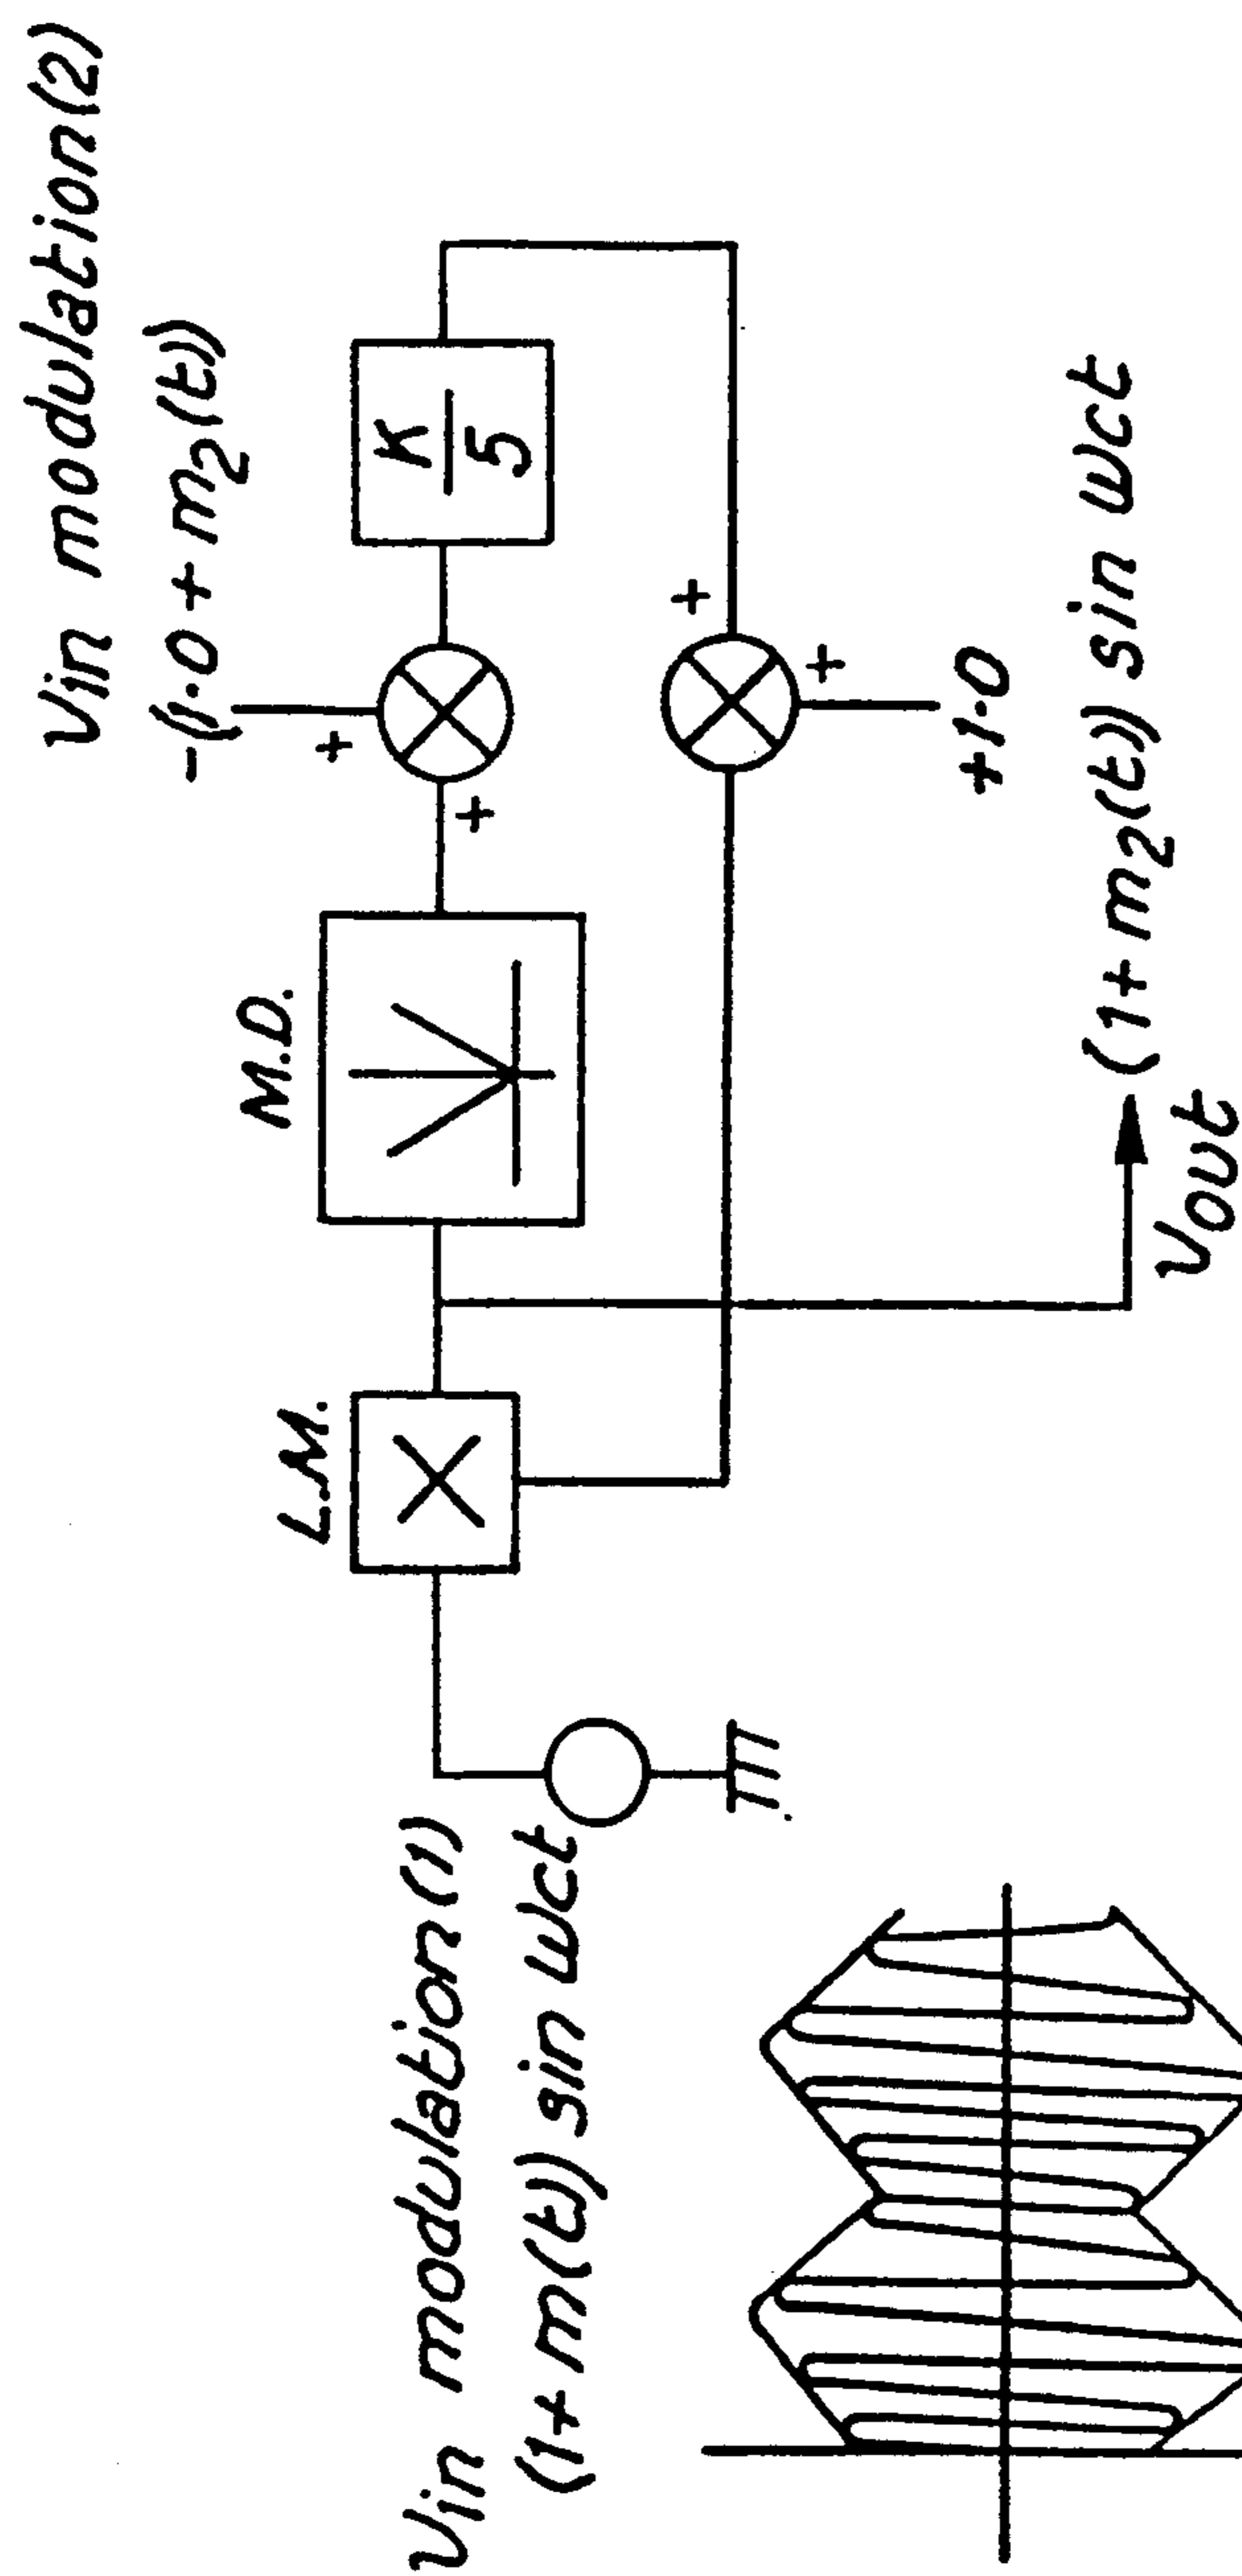 Vin modulation(2)
-(1·0 + m2(t))
M.D.
L.M.
K
5
+
+
+
+
+1·0
Vin modulation(1)
(1 + m(t)) sin wct
Vout
(1 + m2(t)) sin wct